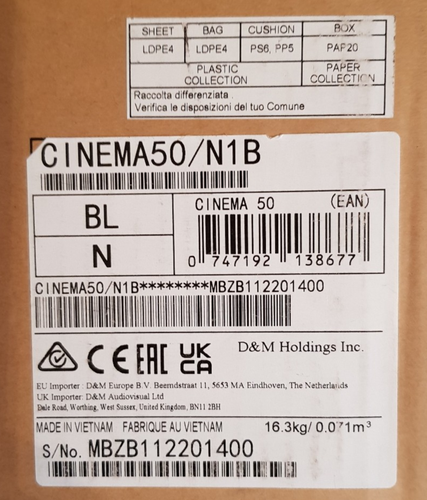 SHEET BAG CUSHION BOX
LDPE4 LDPE4 PS6, PP5 PAP20
PLASTIC COLLECTION PAPER COLLECTION
Raccolta differenziata.
Verifica le disposizioni del tuo Comune
CINEMA50/N1B
BL
N
CINEMA 50 (EAN)
0 747192 138677
CINEMA50/N1B********MBZB112201400
CE EAC UK CA
D&M Holdings Inc.
EU Importer : D&M Europe B.V. Beemdstraat 11, 5653 MA Eindhoven, The Netherlands
UK Importer : D&M Audiovisual Ltd
Dale Road, Worthing, West Sussex, United Kingdom, BN11 2BH
MADE IN VIETNAM FABRIQUÉ AU VIETNAM 16.3kg/ 0.071m³
S/No. MBZB112201400